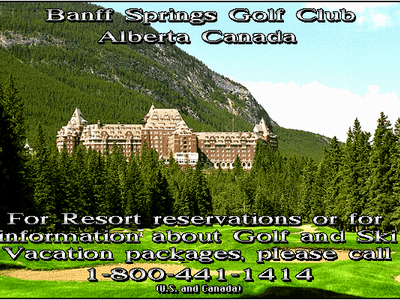 Banff Springs Golf Club
Alberta Canada
For Resort reservations or for
information about Golf and Ski
Vacation packages, please call
1-800-441-1414
(U.S. and Canada)